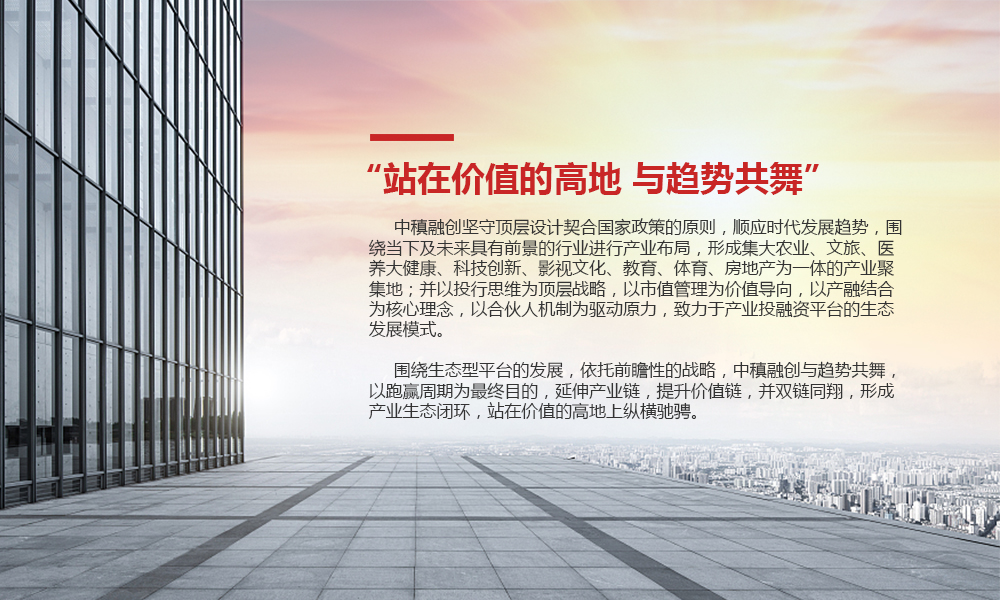 “站在价值的高地 与趋势共舞”
中稹融创坚守顶层设计契合国家政策的原则，顺应时代发展趋势，围
绕当下及未来具有前景的行业进行产业布局，形成集大农业、文旅、医
养大健康、科技创新、影视文化、教育、体育、房地产为一体的产业聚
集地；并以投行思维为顶层战略，以市值管理为价值导向，以产融结合
为核心理念，以合伙人机制为驱动原力，致力于产业投融资平台的生态
发展模式。
围绕生态型平台的发展，依托前瞻性的战略，中稹融创与趋势共舞，
以跑赢周期为最终目的，延伸产业链，提升价值链，并双链同翔，形成
产业生态闭环，站在价值的高地上纵横驰骋。